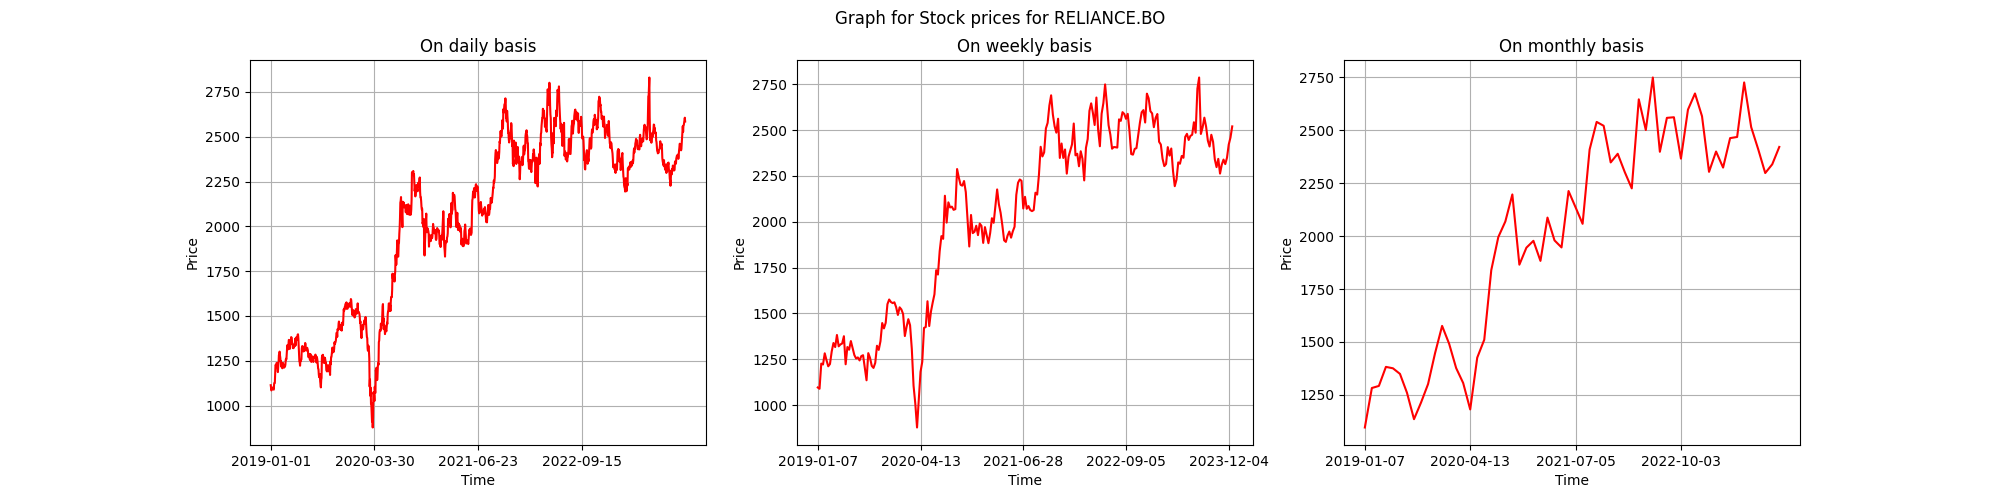 Graph for Stock prices for RELIANCE.BO
On daily basis
Price
2750
2500
2250
2000
1750
1500
1250
1000
2019-01-01 2020-03-30 2021-06-23 2022-09-15
Time
On weekly basis
Price
2750
2500
2250
2000
1750
1500
1250
1000
2019-01-07 2020-04-13 2021-06-28 2022-09-05 2023-12-04
Time
On monthly basis
Price
2750
2500
2250
2000
1750
1500
1250
2019-01-07 2020-04-13 2021-07-05 2022-10-03
Time